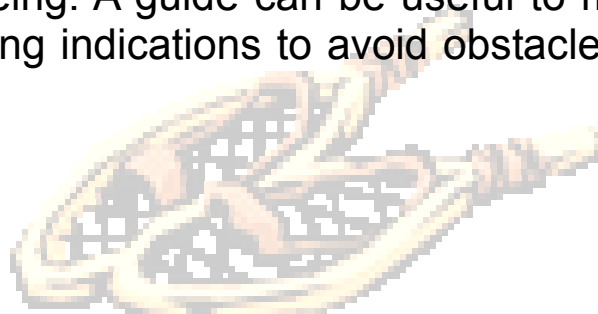 cing. A guide can be useful to
ng indications to avoid obstacle